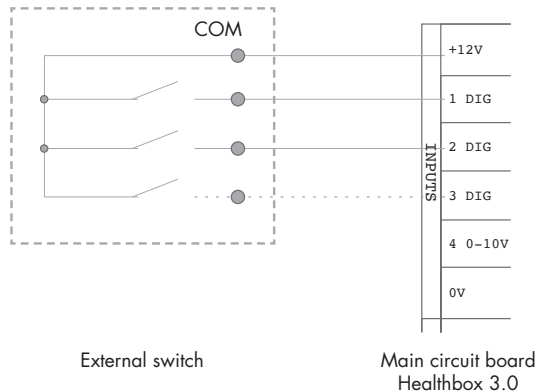 COM
+12V
1 DIG
2 DIG
3 DIG
4 0-10V
0V
INPUTS
External switch
Main circuit board
Healthbox 3.0